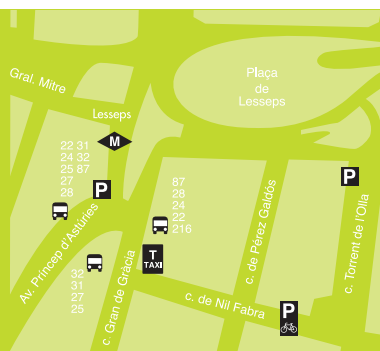 Gral. Mitre
Plaça
de
Lesseps
Lesseps
M
22 31
24 32
25 87
27
28
P
87
28
24
22
216
P
Av. Príncep d'Astúries
32
31
27
25
c. Gran de Gràcia
T
TAXI
c. de Pérez Galdós
c. Torrent de l'Olla
c. de Nil Fabra
P